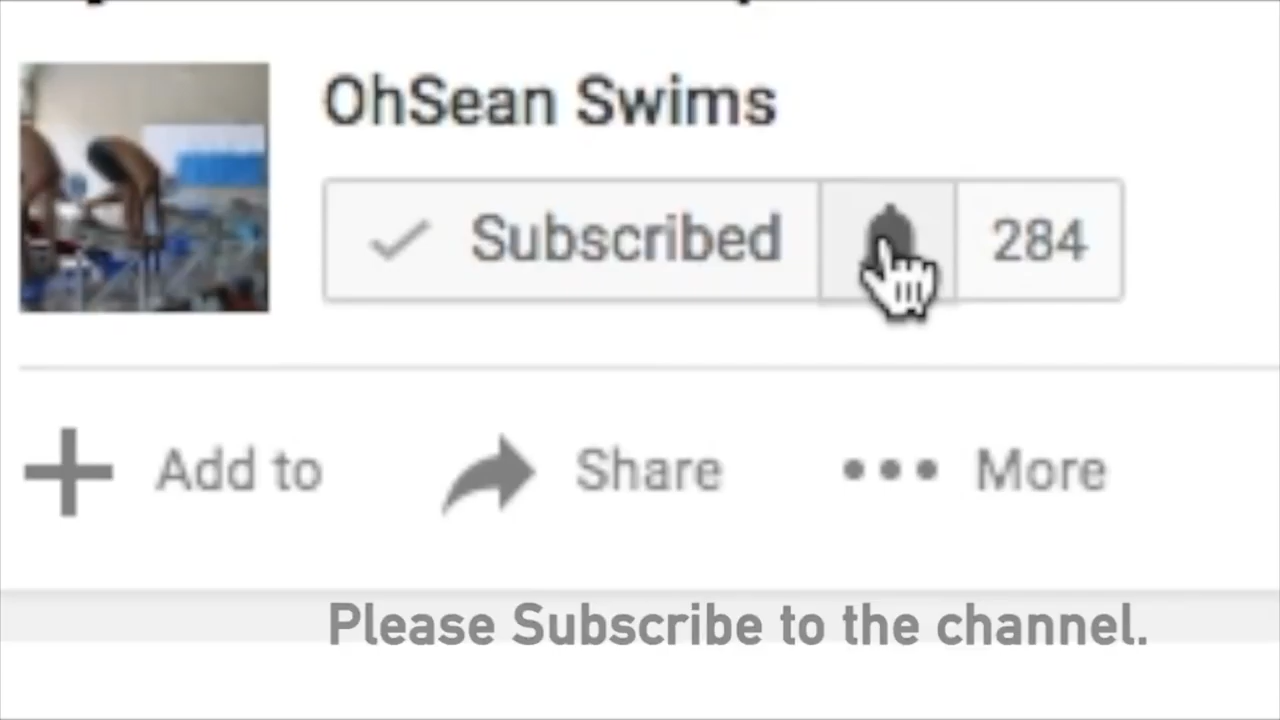 OhSean Swims
Subscribed 284
Add to Share More
Please Subscribe to the channel.